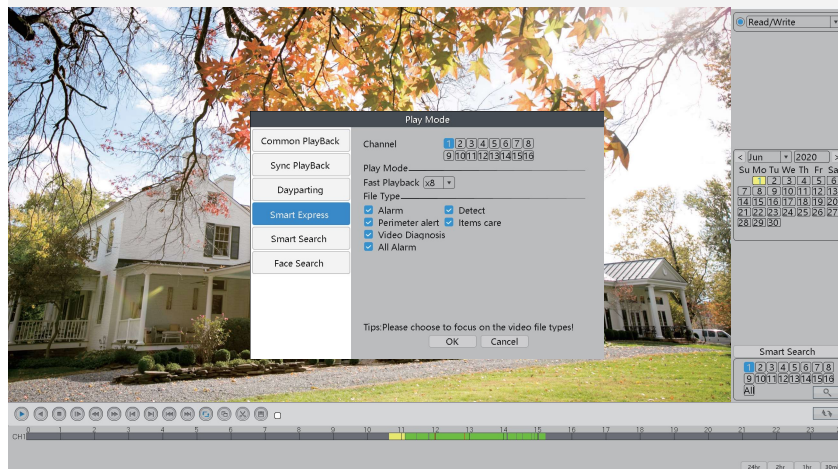 Read/Write
Play Mode
Common PlayBack
Sync PlayBack
Dayparting
Smart Express
Smart Search
Face Search
Channel
1 2 3 4 5 6 7 8
9 10 11 12 13 14 15 16
Play Mode
Fast Playback x8
File Type
Alarm Detect
Perimeter alert Items care
Video Diagnosis
All Alarm
Tips:Please choose to focus on the video file types!
OK Cancel
< Jun 2020 >
Su Mo Tu We Th Fr Sa
1 2 3 4 5 6
7 8 9 10 11 12 13
14 15 16 17 18 19 20
21 22 23 24 25 26 27
28 29 30
Smart Search
1 2 3 4 5 6 7 8
9 10 11 12 13 14 15 16
All
0 1 2 3 4 5 6 7 8 9 10 11 12 13 14 15 16 17 18 19 20 21 22 23
CH1
24hr 2hr 1hr 30m